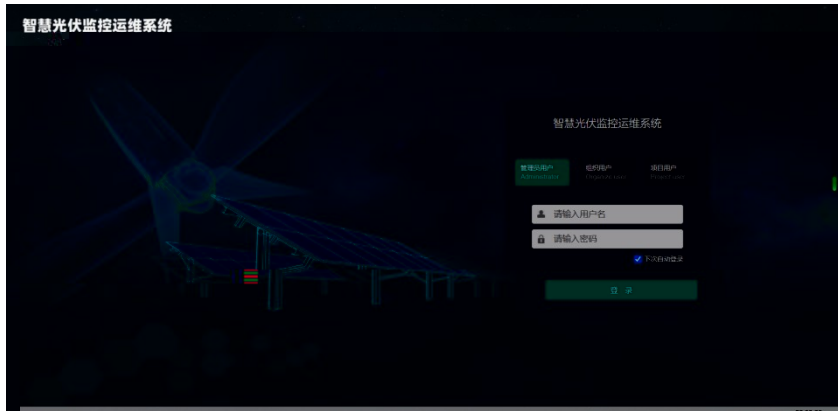 智慧光伏监控运维系统
智慧光伏监控运维系统
管理员用户 组织用户 项目用户
请输入用户名
请输入密码
下次自动登录
登 录